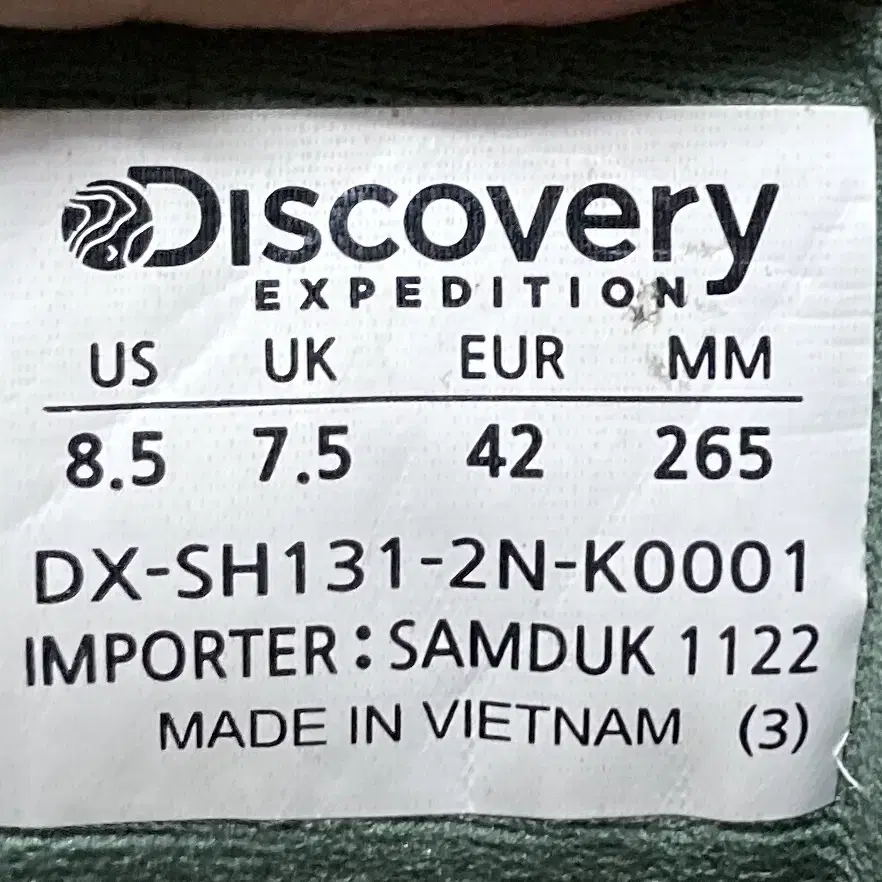 Discovery
EXPEDITION
US UK EUR MM
8.5 7.5 42 265
DX-SH131-2N-K0001
IMPORTER : SAMDUK 1122
MADE IN VIETNAM (3)